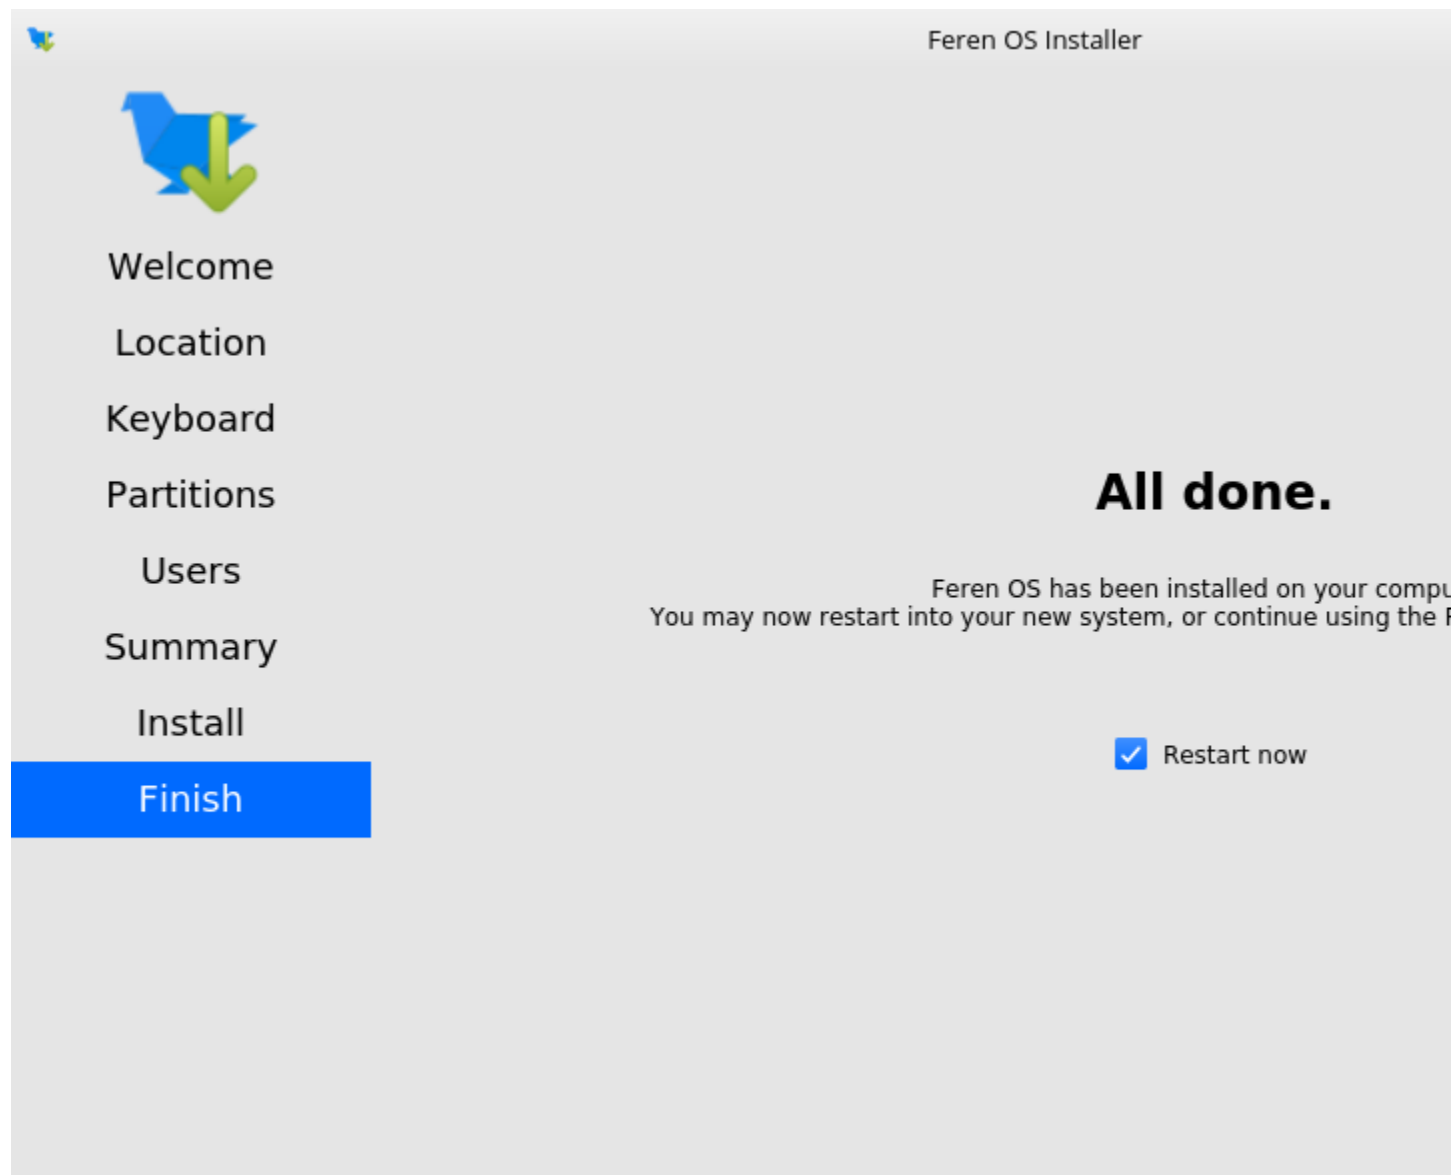 Feren OS Installer
Welcome
Location
Keyboard
Partitions
Users
Summary
Install
Finish
All done.
Feren OS has been installed on your
You may now restart into your new system, or continue using the
Restart now